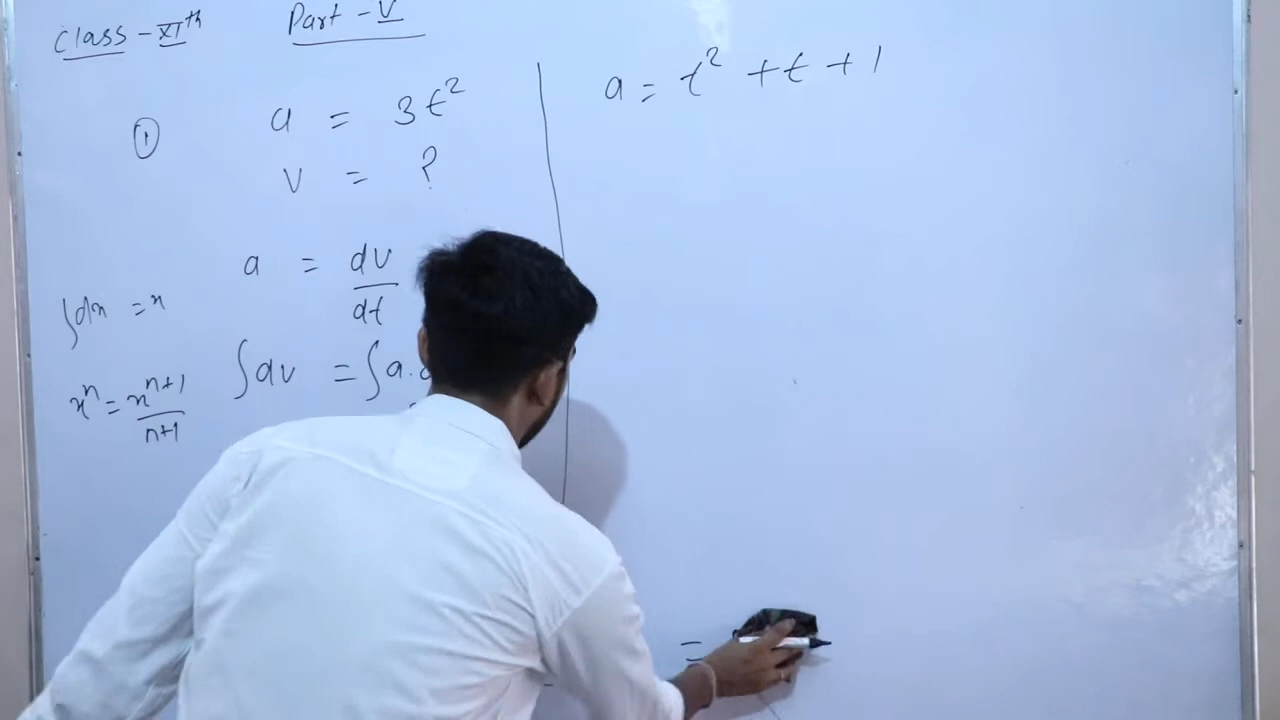 Class - XIth Part - V
① a = 3t²
v = ?
a = dv/dt
∫dx = x
∫dv = ∫a.
xⁿ = xⁿ⁺¹/n+1
a = t² + t + 1
=